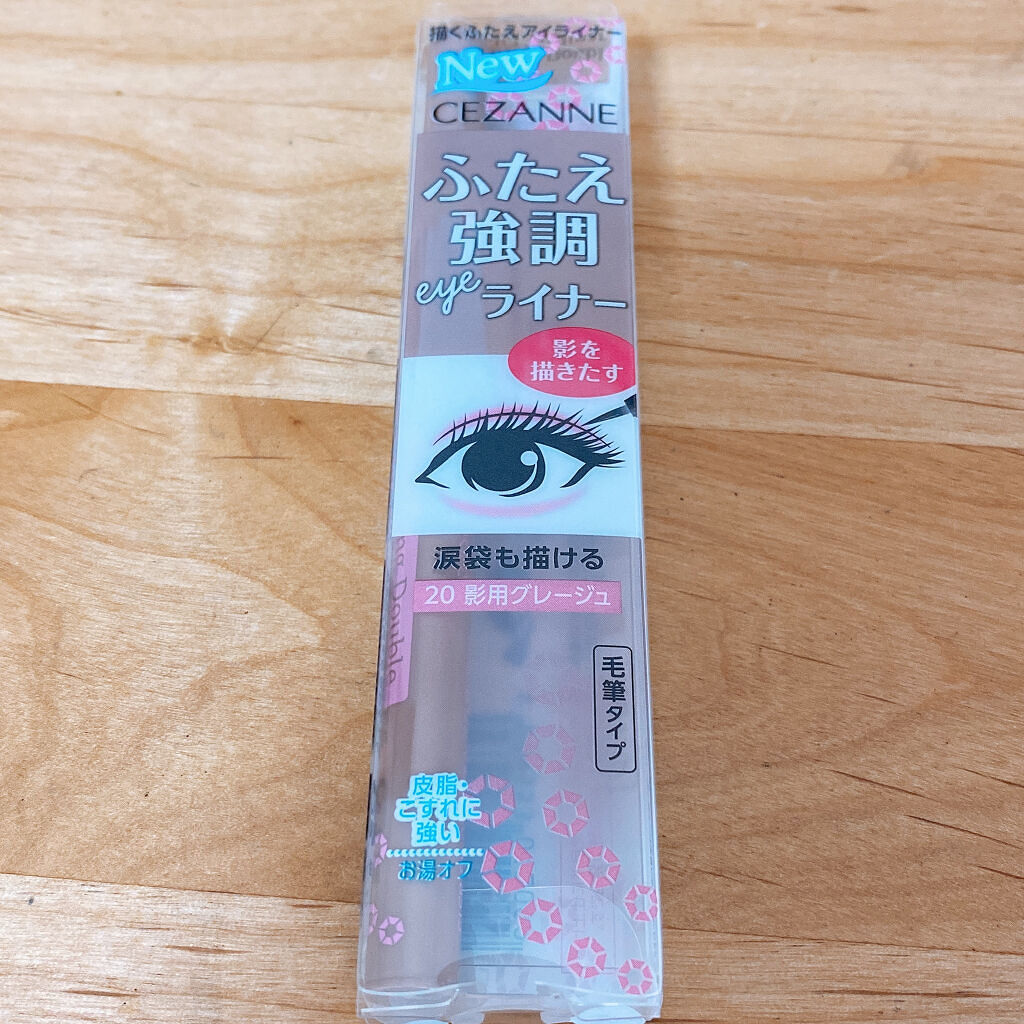 描くふたえアイライナー
New
CEZANNE
ふたえ
強調
eye ライナー
影を
描きたす
涙袋も描ける
20 影用グレージュ
Double
毛筆タイプ
皮脂・
こすれに
強い
お湯オフ